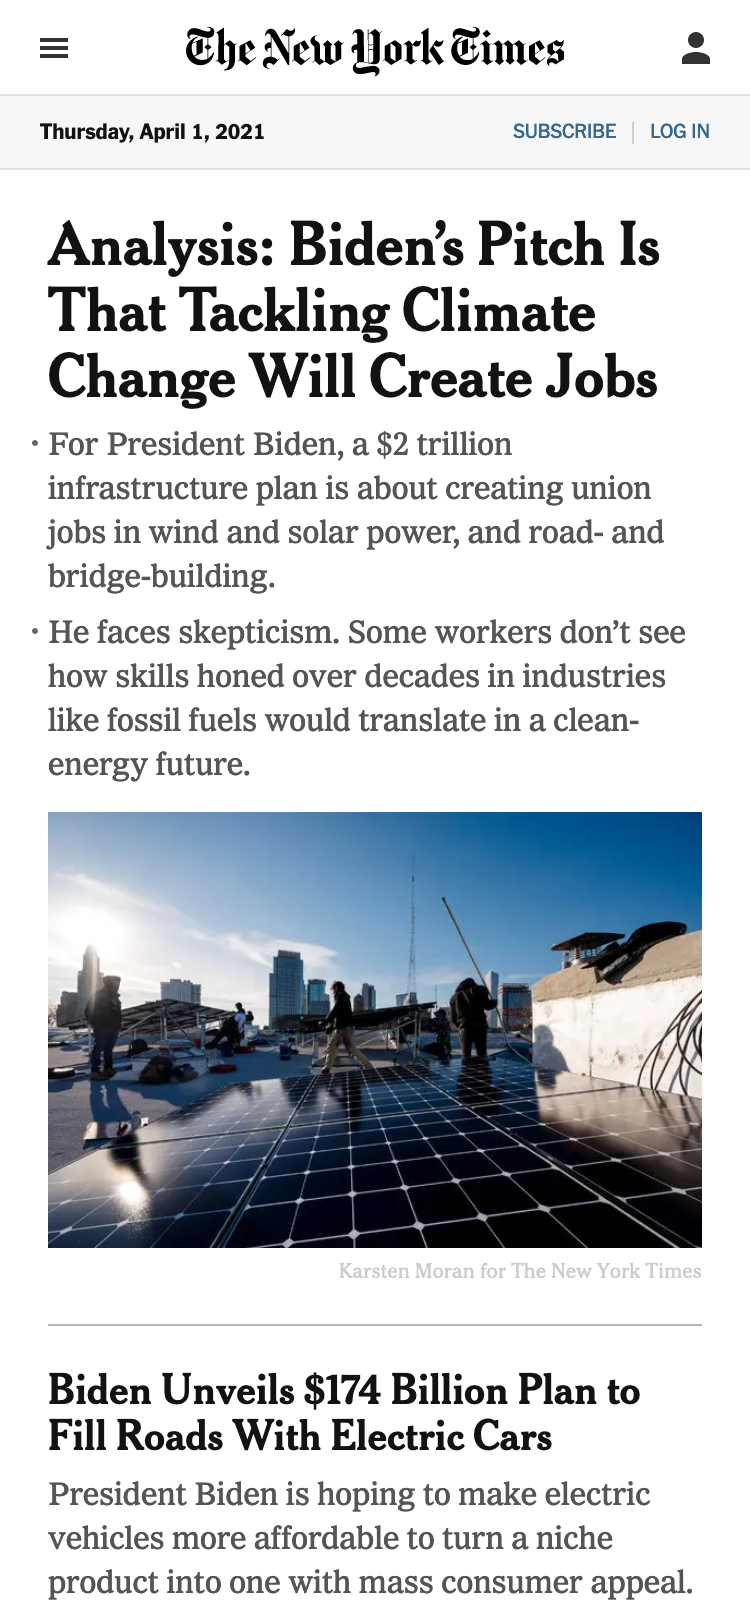 The New York Times
Thursday, April 1, 2021
SUBSCRIBE | LOG IN
Analysis: Biden’s Pitch Is
That Tackling Climate
Change Will Create Jobs
• For President Biden, a $2 trillion
infrastructure plan is about creating union
jobs in wind and solar power, and road- and
bridge-building.
• He faces skepticism. Some workers don’t see
how skills honed over decades in industries
like fossil fuels would translate in a clean-
energy future.
Karsten Moran for The New York Times
Biden Unveils $174 Billion Plan to
Fill Roads With Electric Cars
President Biden is hoping to make electric
vehicles more affordable to turn a niche
product into one with mass consumer appeal.